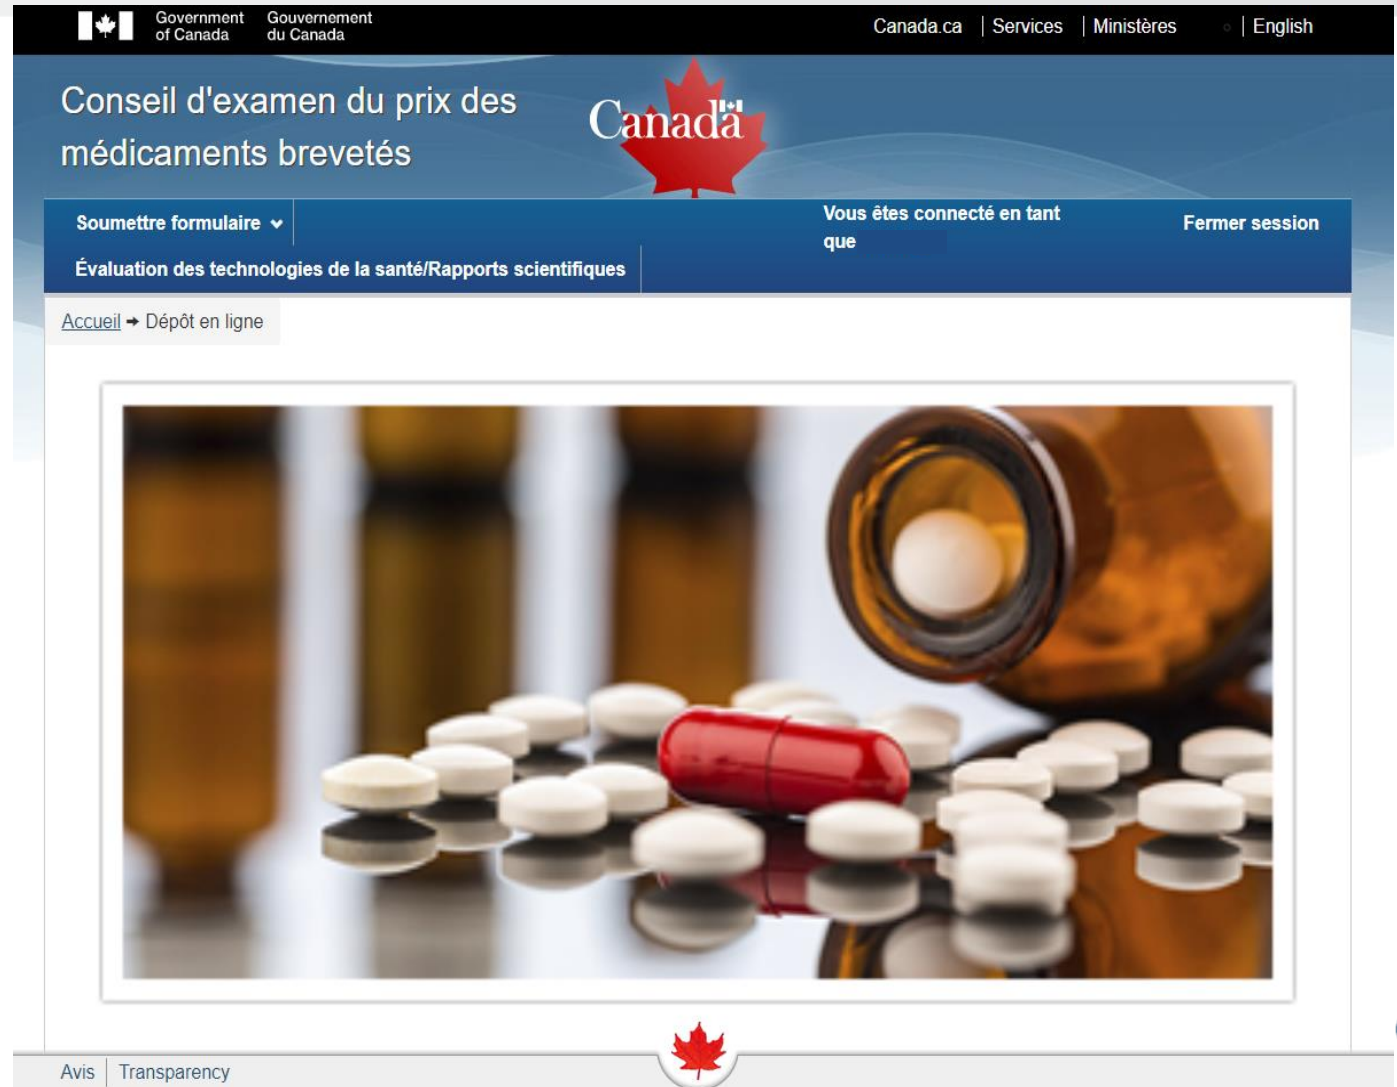 Government Gouvernement
of Canada du Canada
Canada.ca Services Ministères English
Conseil d'examen du prix des
médicaments brevetés
Canada
Soumettre formulaire
Vous êtes connecté en tant
que
Fermer session
Évaluation des technologies de la santé/Rapports scientifiques
Accueil ➞ Dépôt en ligne
Avis Transparency